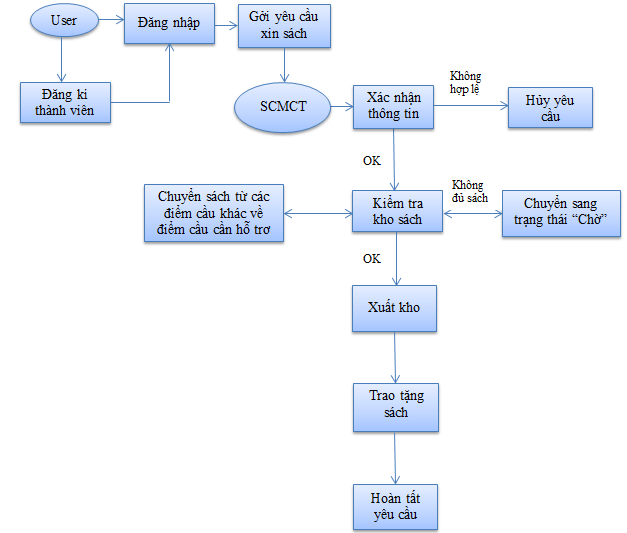 User
Đăng nhập
Gởi yêu cầu
xin sách
Đăng kí
thành viên
SCMCT
Xác nhận
thông tin
Không
hợp lệ
Hủy yêu
cầu
OK
Chuyển sách từ các
điểm cầu khác về
điểm cầu cần hỗ trơ
Kiểm tra
kho sách
Không
đủ sách
Chuyển sang
trạng thái “Chờ”
OK
Xuất kho
Trao tặng
sách
Hoàn tất
yêu cầu